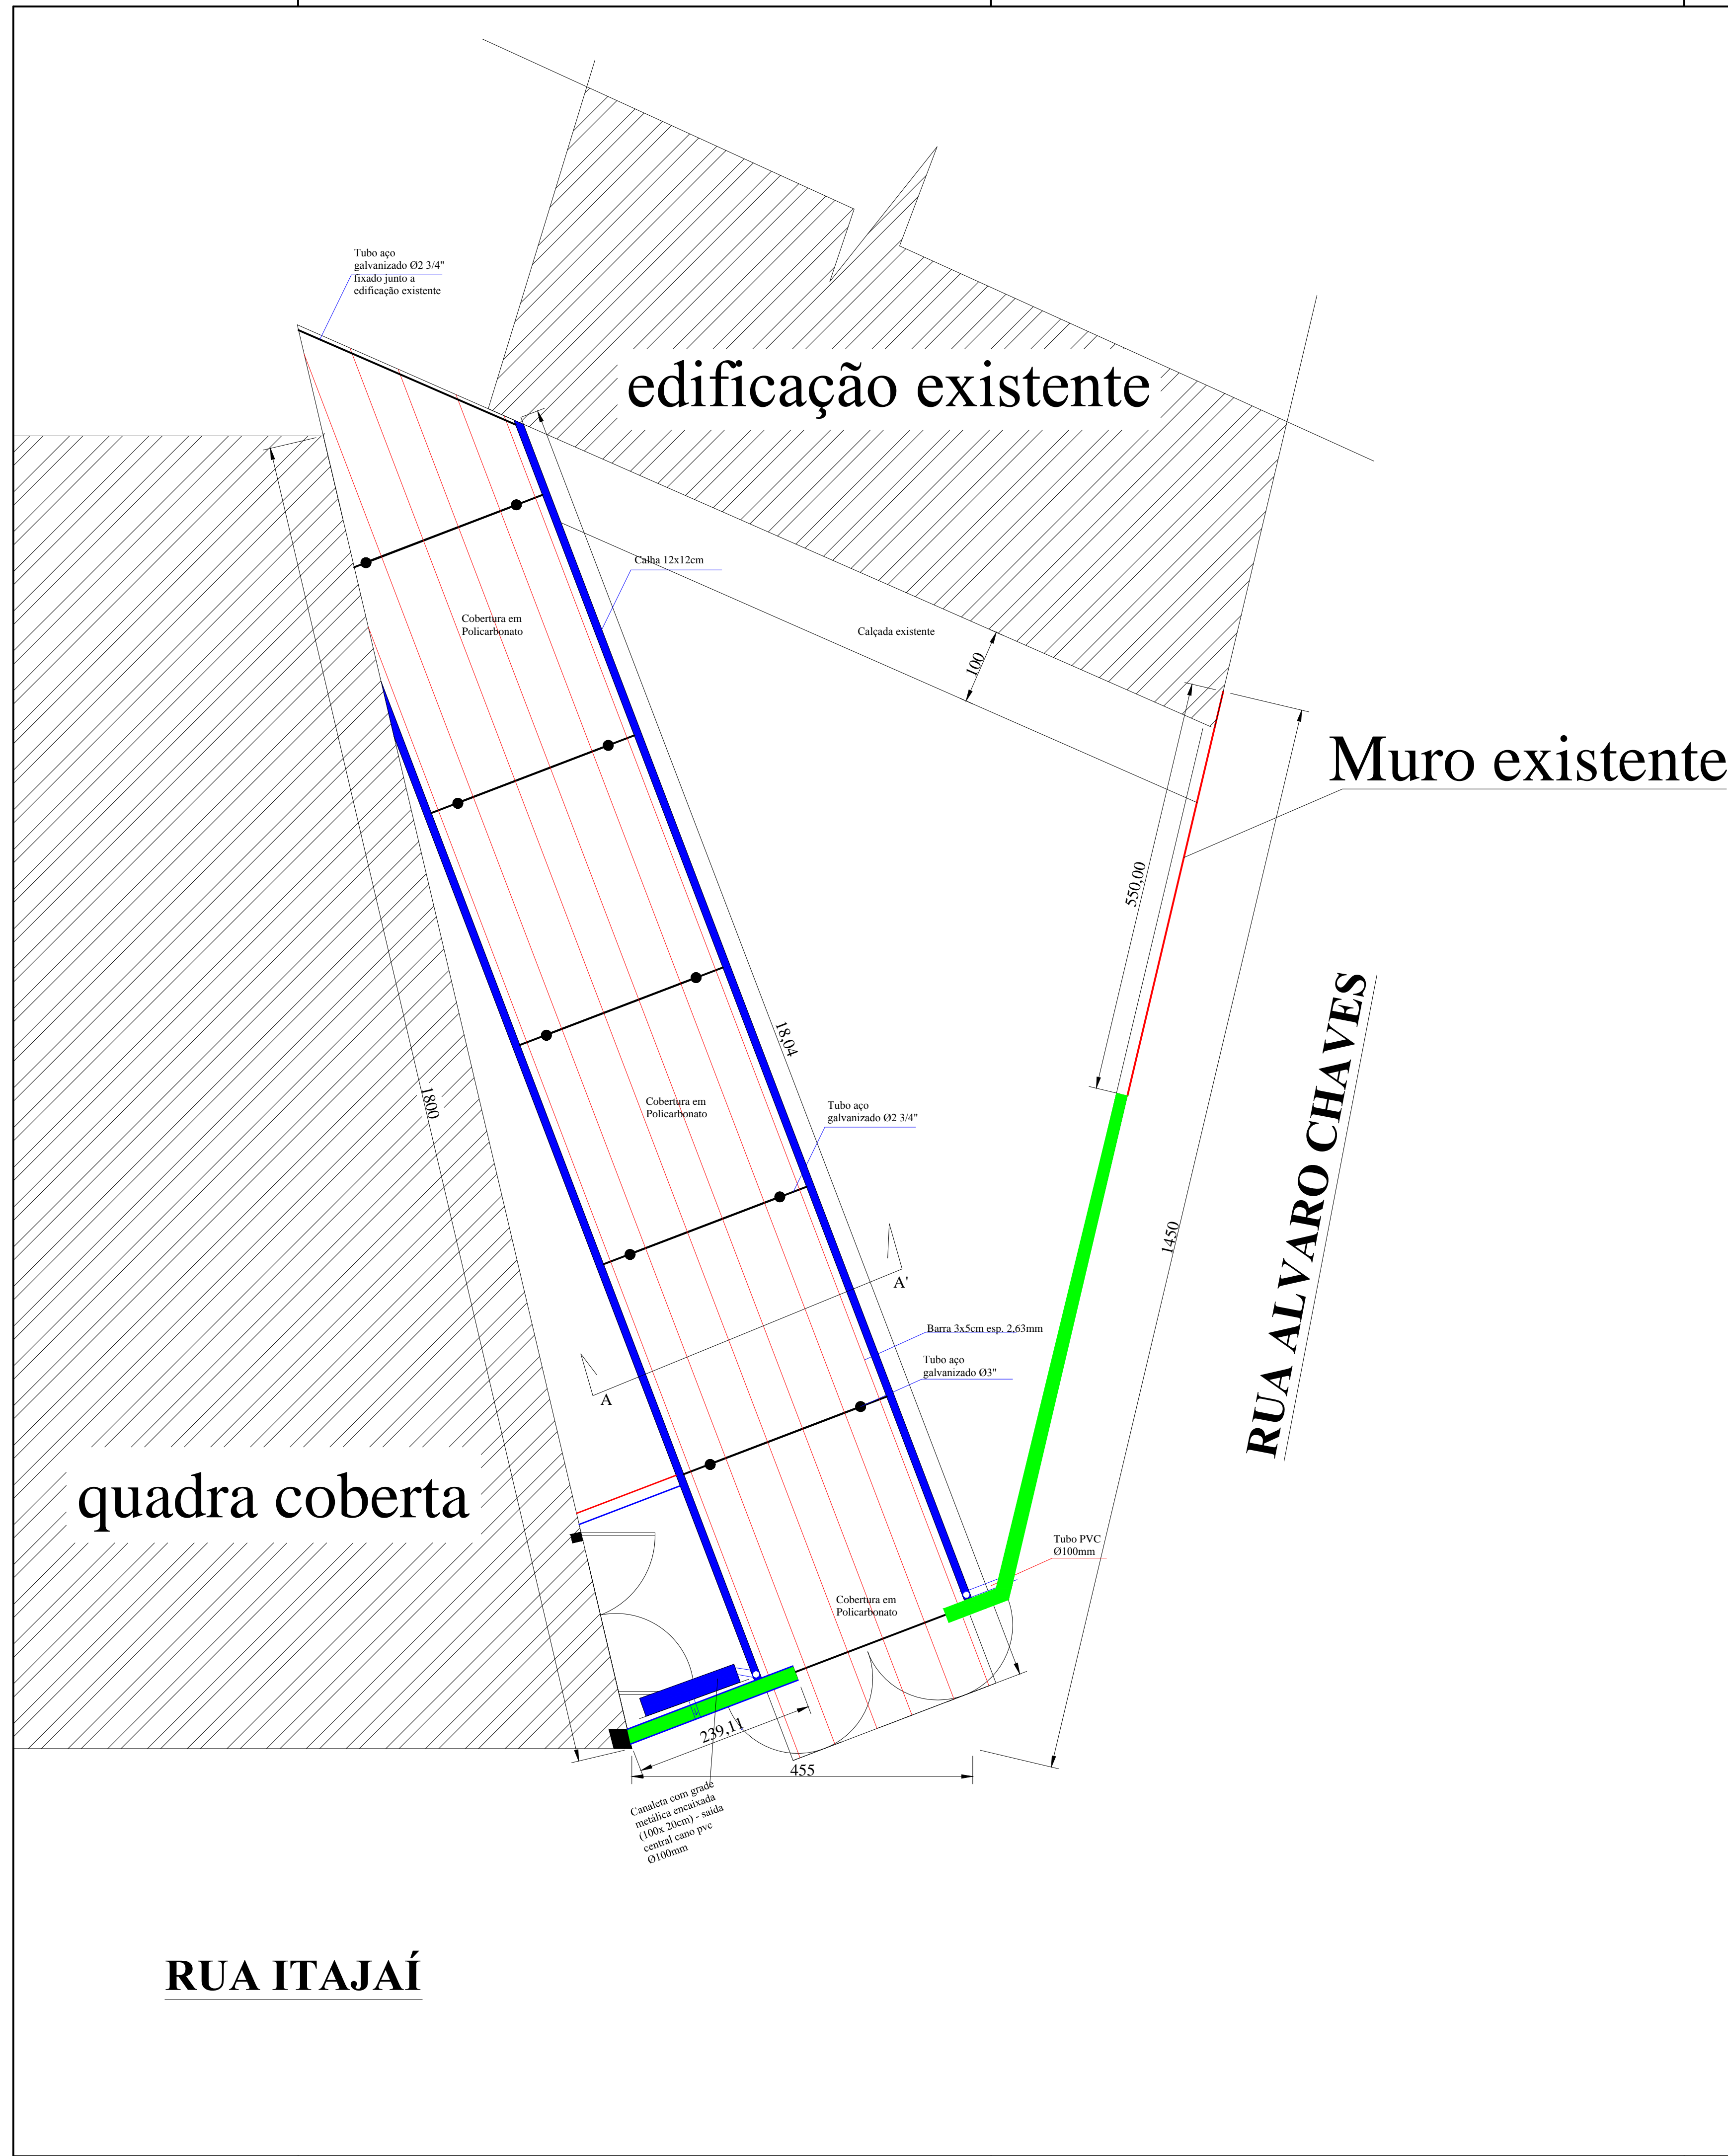 Tubo aço
galvanizado Ø2 3/4"
fixado junto a
edificação existente
edificação existente
Calha 12x12cm
Cobertura em
Policarbonato
Calçada existente
100
Muro existente
550,00
18,04
1800
Cobertura em
Policarbonato
Tubo aço
galvanizado Ø2 3/4"
RUA ALVARO CHAVES
1450
A'
Barra 3x5cm esp. 2,63mm
Tubo aço
galvanizado Ø3"
A
quadra coberta
Tubo PVC
Ø100mm
Cobertura em
Policarbonato
239,11
455
Canaleta com grade
metálica encaixada
(100x 20cm) - saída
central cano pvc
Ø100mm
RUA ITAJAÍ